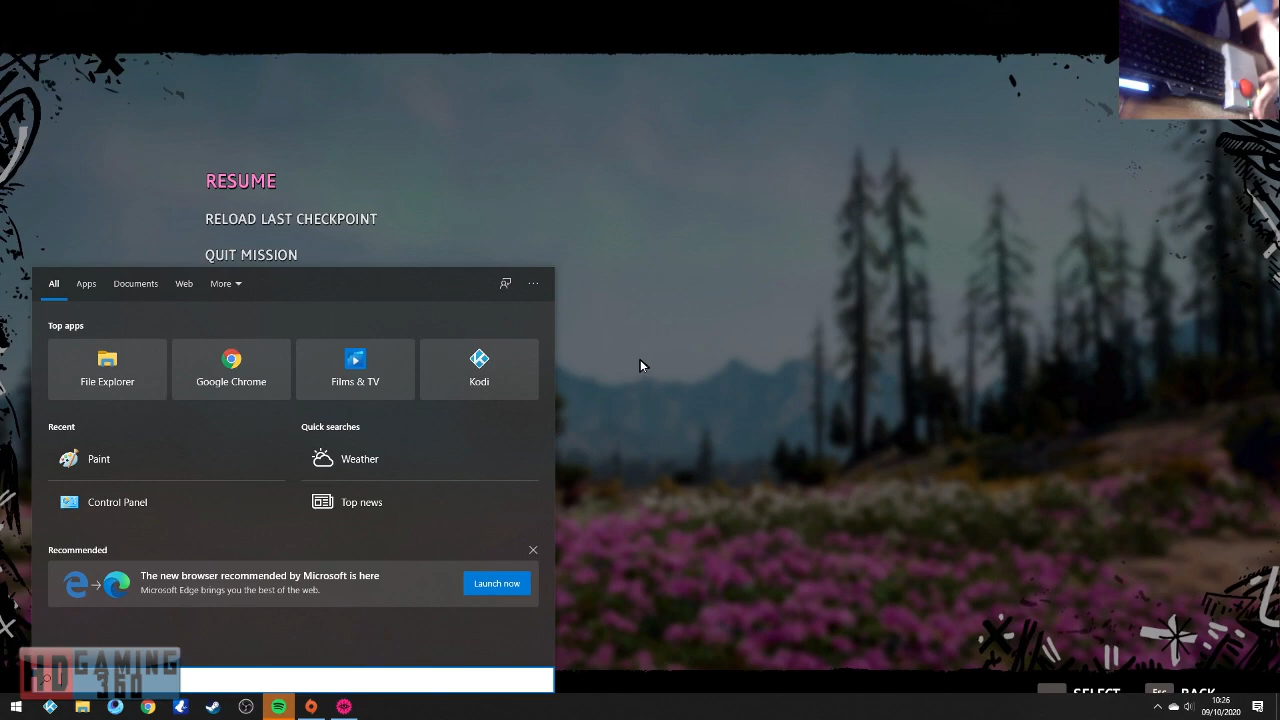 RESUME
RELOAD LAST CHECKPOINT
QUIT MISSION
All Apps Documents Web More
Top apps
File Explorer Google Chrome Films & TV Kodi
Recent Quick searches
Paint Weather
Control Panel Top news
Recommended
The new browser recommended by Microsoft is here
Microsoft Edge brings you the best of the web.
Launch now
HD GAMING 360
SELECT Esc BACK
10:26
09/10/2020